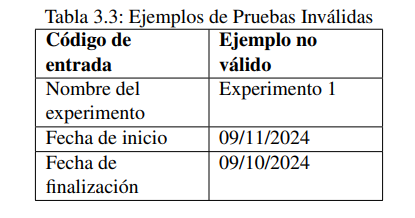 Tabla 3.3: Ejemplos de Pruebas Inválidas
Código de entrada
Ejemplo no válido
Nombre del experimento
Experimento 1
Fecha de inicio
09/11/2024
Fecha de finalización
09/10/2024